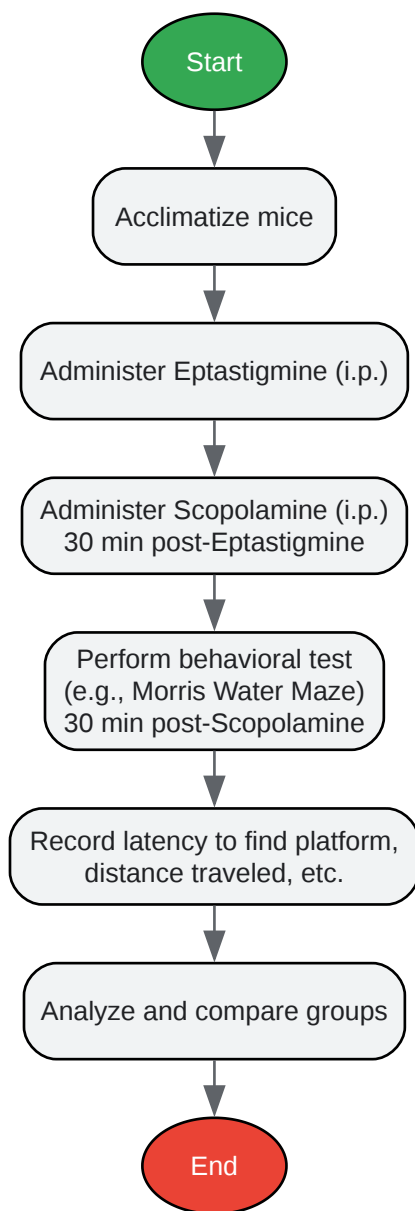 Start
Acclimatize mice
Administer Eptastigmine (i.p.)
Administer Scopolamine (i.p.)
30 min post-Eptastigmine
Perform behavioral test
(e.g., Morris Water Maze)
30 min post-Scopolamine
Record latency to find platform,
distance traveled, etc.
Analyze and compare groups
End